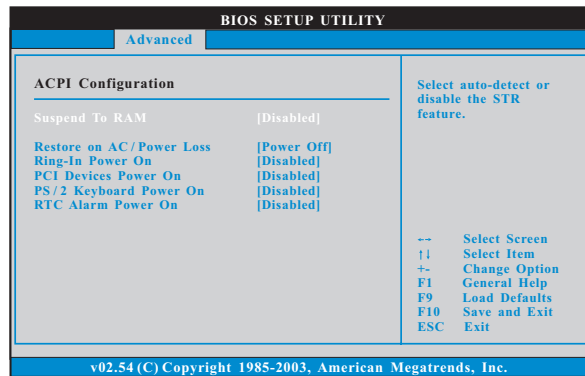 BIOS SETUP UTILITY
Advanced
ACPI Configuration
Suspend To RAM [Disabled]
Restore on AC / Power Loss [Power Off]
Ring-In Power On [Disabled]
PCI Devices Power On [Disabled]
PS / 2 Keyboard Power On [Disabled]
RTC Alarm Power On [Disabled]
Select auto-detect or
disable the STR
feature.
←→ Select Screen
↑↓ Select Item
+- Change Option
F1 General Help
F9 Load Defaults
F10 Save and Exit
ESC Exit
v02.54 (C) Copyright 1985-2003, American Megatrends, Inc.